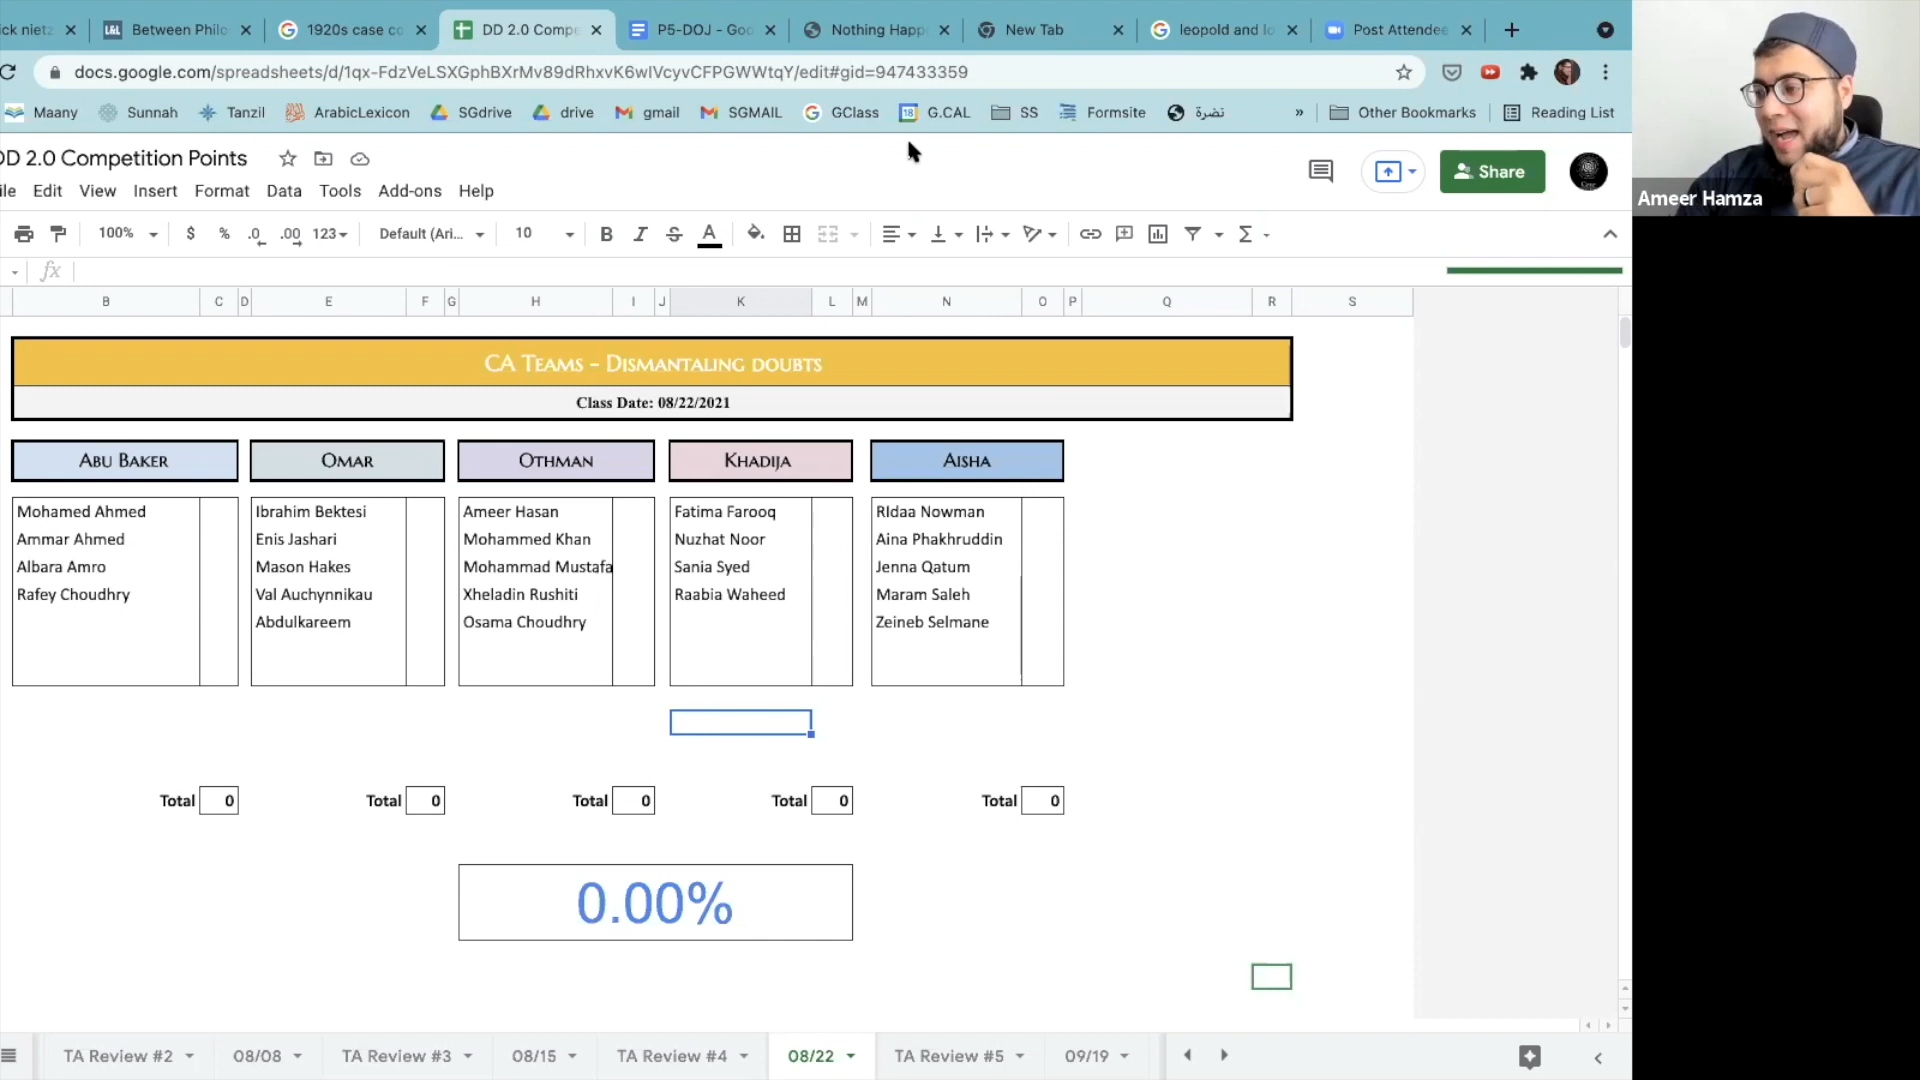 ick nietz
Between Philo
1920s case co
DD 2.0 Compe
P5-DOJ - God
Nothing Happ
New Tab
leopold and lo
Post Attendee
docs.google.com/spreadsheets/d/1qx-FdzVeLSXGphBXrMv89dRhxvK6wIVcyvCFPGWWtqY/edit#gid=947433359
Maany
Sunnah
Tanzil
ArabicLexicon
SGdrive
drive
gmail
SGMAIL
GClass
G.CAL
SS
Formsite
نضرة
»
Other Bookmarks
Reading List
DD 2.0 Competition Points
ile Edit View Insert Format Data Tools Add-ons Help
Share
100% $ % .0 .00 123 Default (Ari... 10 B I S A Σ
fx
B C D E F G H I J K L M N O P Q R S
CA Teams - Dismantaling doubts
Class Date: 08/22/2021
Abu Baker Omar Othman Khadija Aisha
Mohamed Ahmed Ibrahim Bektesi Ameer Hasan Fatima Farooq RIdaa Nowman
Ammar Ahmed Enis Jashari Mohammed Khan Nuzhat Noor Aina Phakhruddin
Albara Amro Mason Hakes Mohammad Mustafa Sania Syed Jenna Qatum
Rafey Choudhry Val Auchynnikau Xheladin Rushiti Raabia Waheed Maram Saleh
Abdulkareem Osama Choudhry Zeineb Selmane
Total 0 Total 0 Total 0 Total 0 Total 0
0.00%
TA Review #2 08/08 TA Review #3 08/15 TA Review #4 08/22 TA Review #5 09/19
Ameer Hamza